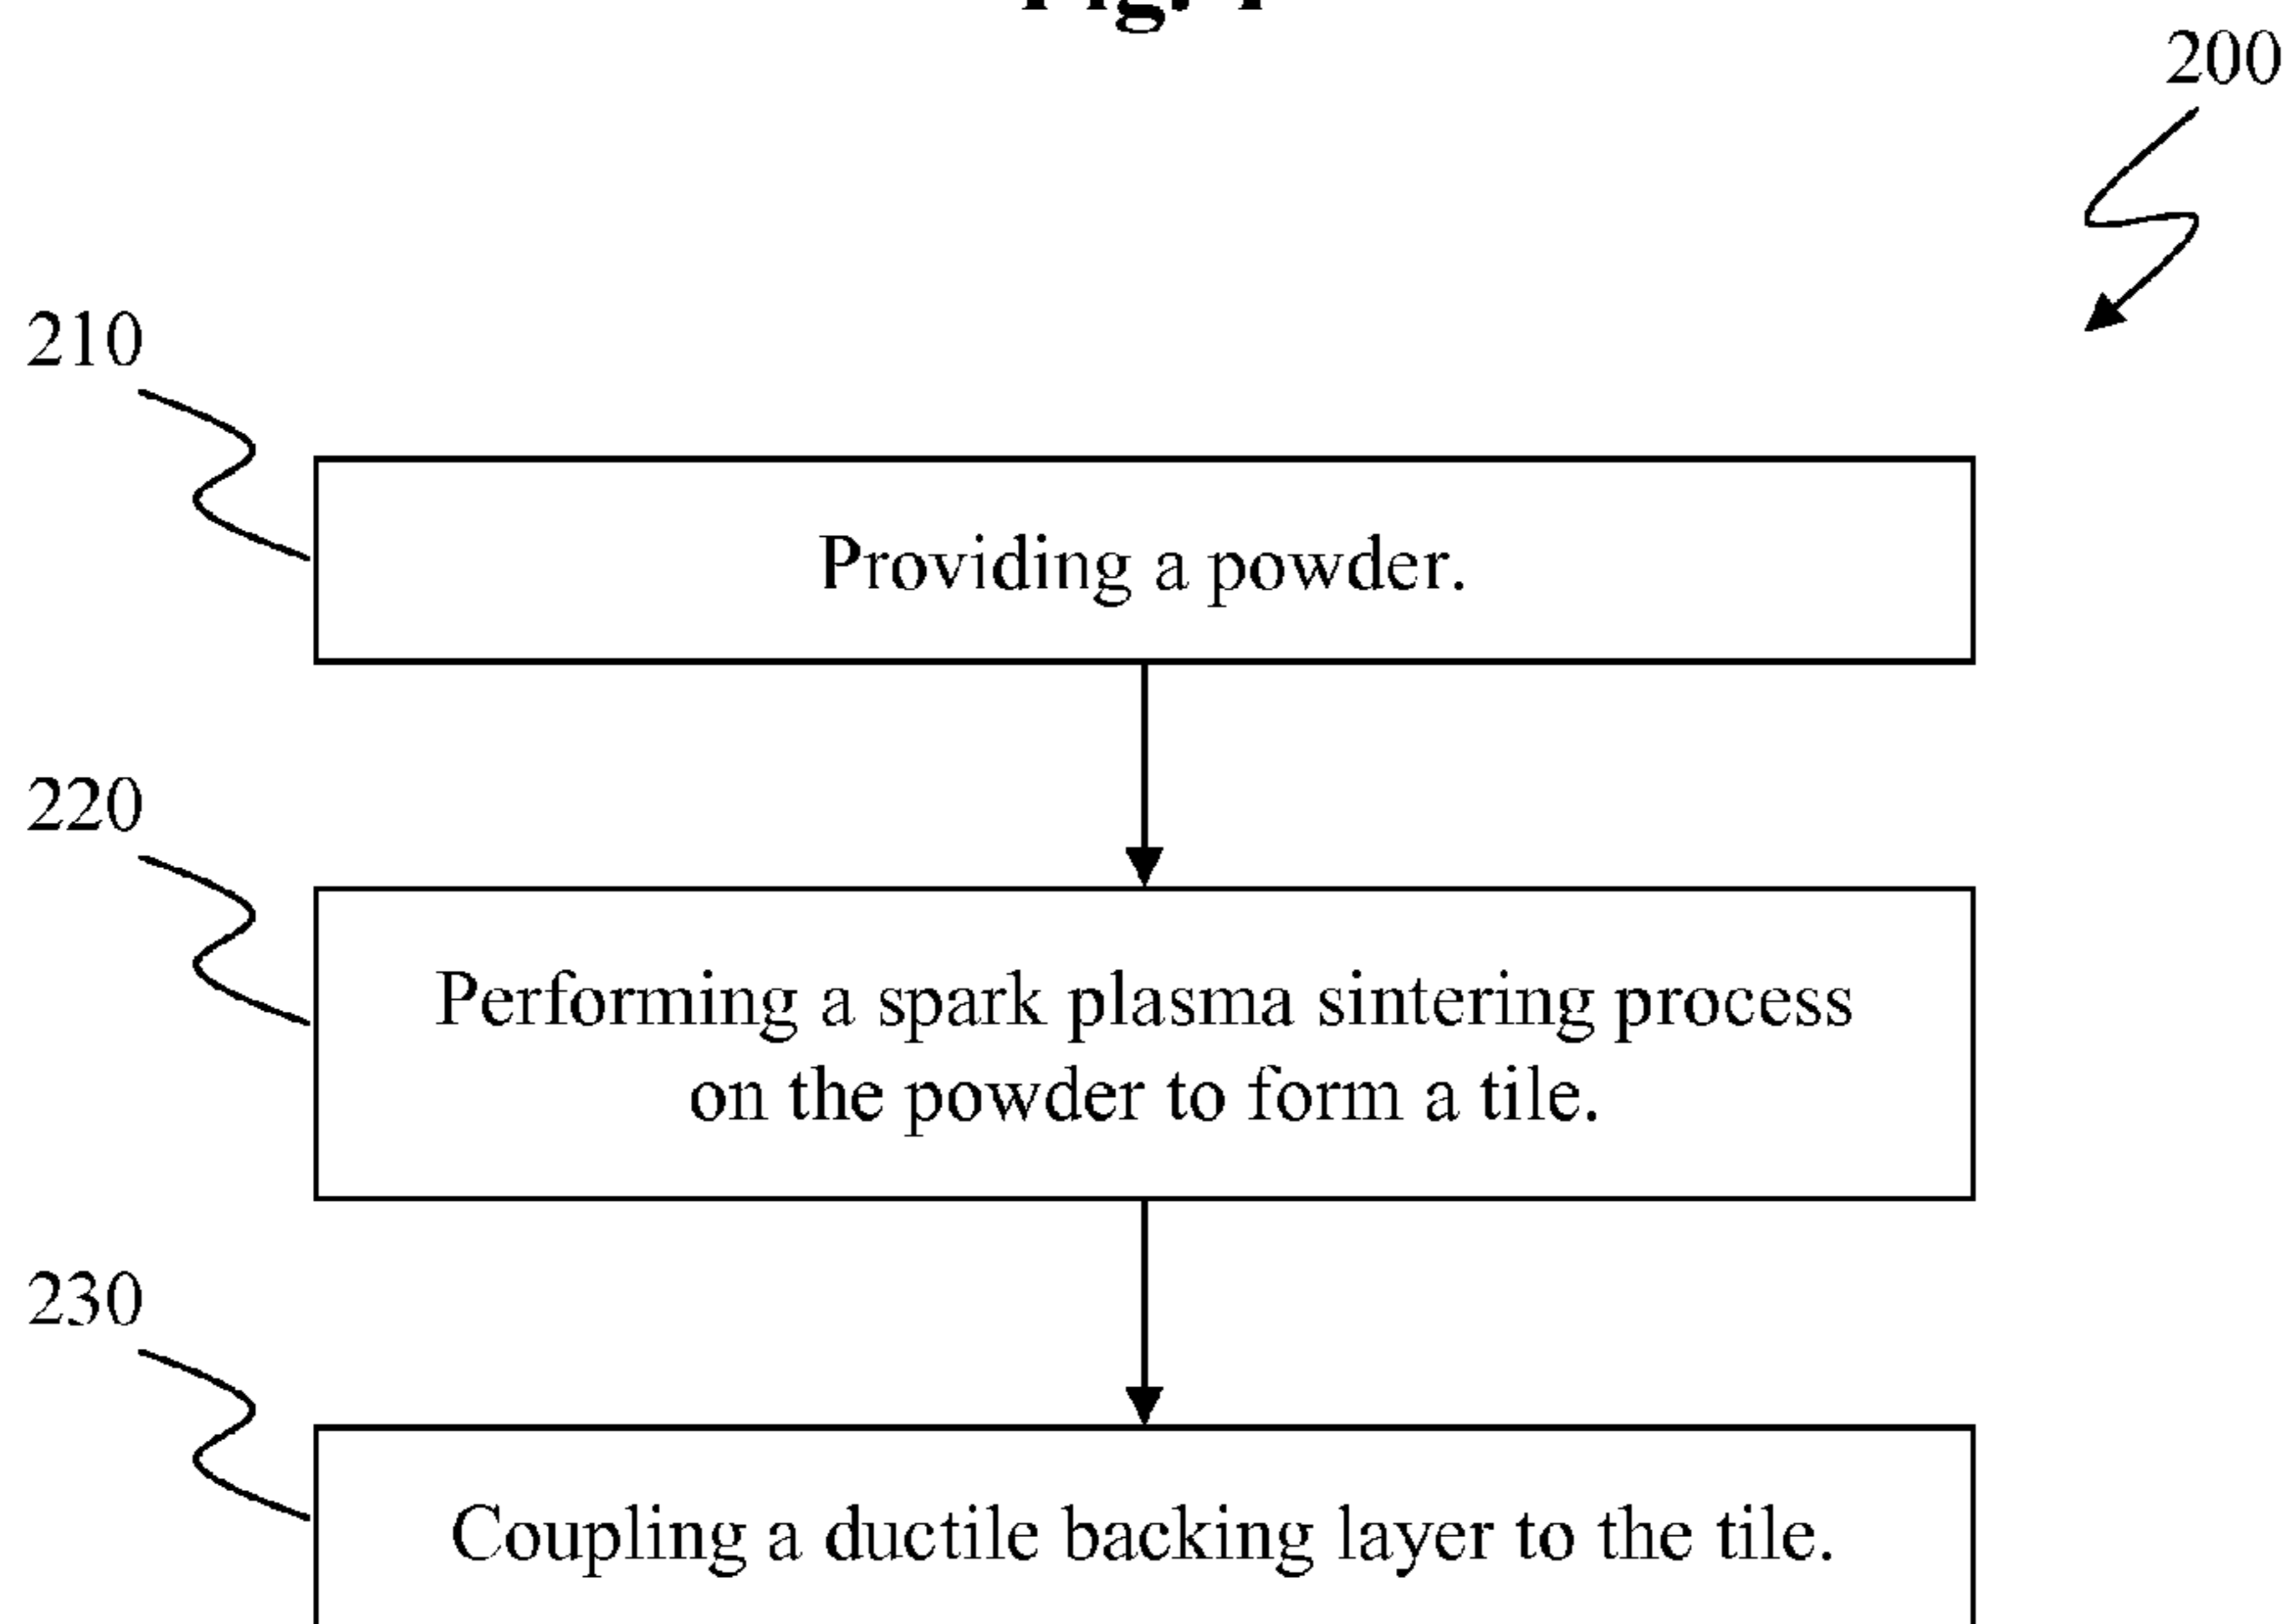 200
210
Providing a powder.
220
Performing a spark plasma sintering process
on the powder to form a tile.
230
Coupling a ductile backing layer to the tile.